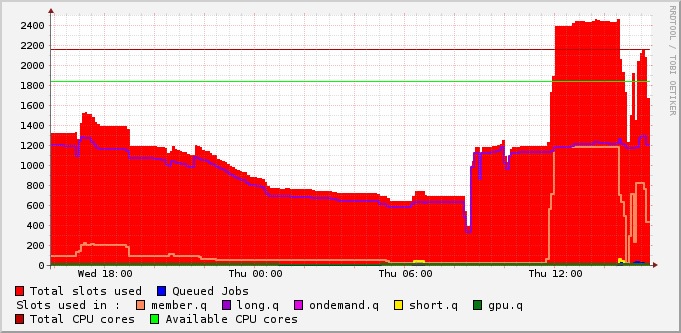 2400
2200
2000
1800
1600
1400
1200
1000
800
600
400
200
0
Wed 18:00 Thu 00:00 Thu 06:00 Thu 12:00
RRDTOOL / TOBI OETIKER
Total slots used Queued Jobs
Slots used in : member.q long.q ondemand.q short.q gpu.q
Total CPU cores Available CPU cores